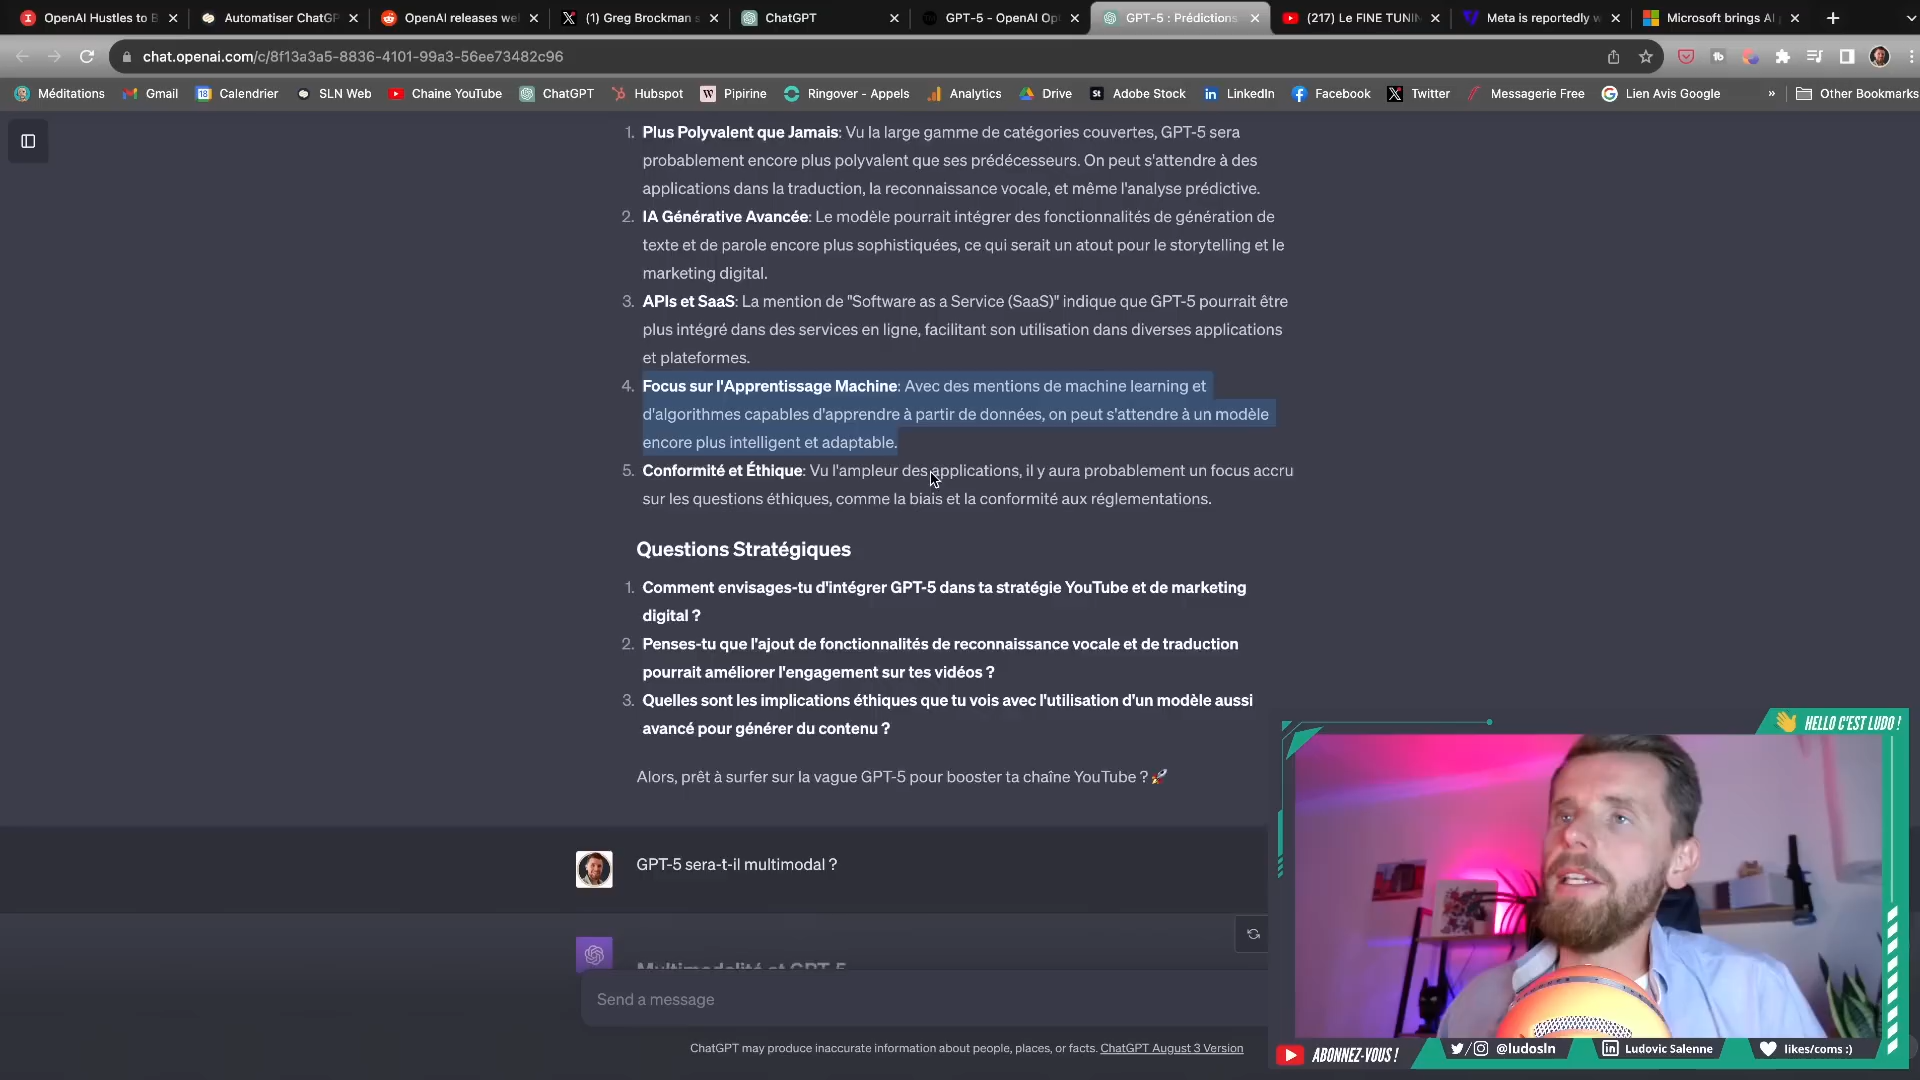 OpenAI Hustles to B
Automatiser ChatGP
OpenAI releases we
(1) Greg Brockman s
ChatGPT
GPT-5 - OpenAI Op
GPT-5 : Prédictions
(217) Le FINE TUNIN
Meta is reportedly w
Microsoft brings AI
chat.openai.com/c/8f13a3a5-8836-4101-99a3-56ee73482c96
Méditations
Gmail
Calendrier
SLN Web
Chaine YouTube
ChatGPT
Hubspot
Pipirine
Ringover - Appels
Analytics
Drive
Adobe Stock
LinkedIn
Facebook
Twitter
Messagerie Free
Lien Avis Google
»
Other Bookmarks
1. Plus Polyvalent que Jamais: Vu la large gamme de catégories couvertes, GPT-5 sera
probablement encore plus polyvalent que ses prédécesseurs. On peut s'attendre à des
applications dans la traduction, la reconnaissance vocale, et même l'analyse prédictive.
2. IA Générative Avancée: Le modèle pourrait intégrer des fonctionnalités de génération de
texte et de parole encore plus sophistiquées, ce qui serait un atout pour le storytelling et le
marketing digital.
3. APIs et SaaS: La mention de "Software as a Service (SaaS)" indique que GPT-5 pourrait être
plus intégré dans des services en ligne, facilitant son utilisation dans diverses applications
et plateformes.
4. Focus sur l'Apprentissage Machine: Avec des mentions de machine learning et
d'algorithmes capables d'apprendre à partir de données, on peut s'attendre à un modèle
encore plus intelligent et adaptable.
5. Conformité et Éthique: Vu l'ampleur des applications, il y aura probablement un focus accru
sur les questions éthiques, comme la biais et la conformité aux réglementations.
Questions Stratégiques
1. Comment envisages-tu d'intégrer GPT-5 dans ta stratégie YouTube et de marketing
digital ?
2. Penses-tu que l'ajout de fonctionnalités de reconnaissance vocale et de traduction
pourrait améliorer l'engagement sur tes vidéos ?
3. Quelles sont les implications éthiques que tu vois avec l'utilisation d'un modèle aussi
avancé pour générer du contenu ?
Alors, prêt à surfer sur la vague GPT-5 pour booster ta chaîne YouTube ? 🚀
GPT-5 sera-t-il multimodal ?
Multimodalité et GPT-5
Send a message
ChatGPT may produce inaccurate information about people, places, or facts. ChatGPT August 3 Version
👋 HELLO C'EST LUDO !
ABONNEZ-VOUS !
@ludosln
Ludovic Salenne
likes/coms :)